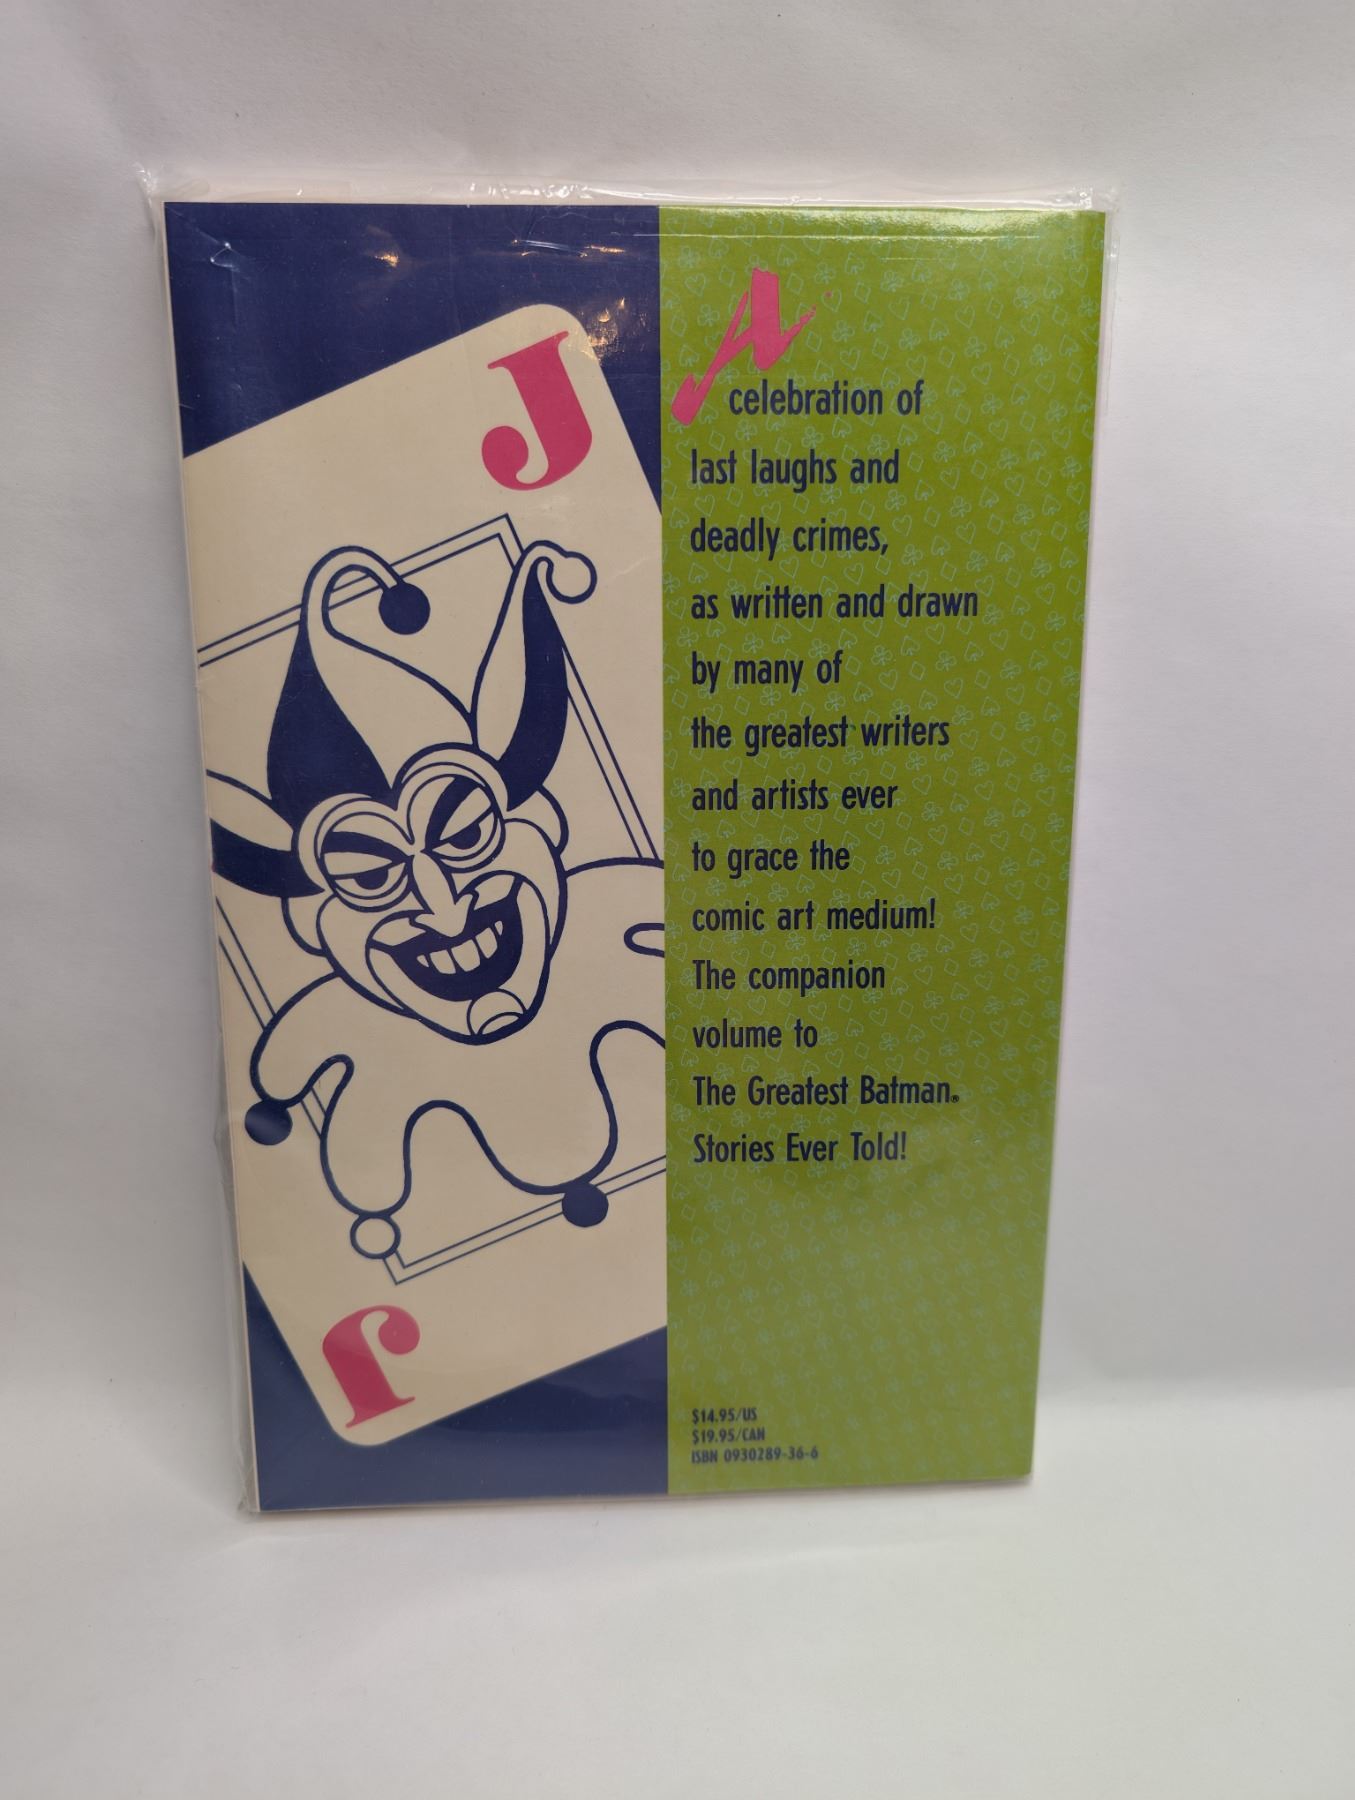 J
A
celebration of
last laughs and
deadly crimes,
as written and drawn
by many of
the greatest writers
and artists ever
to grace the
comic art medium!
The companion
volume to
The Greatest Batman®
Stories Ever Told!
J
$14.95/US
$19.95/CAN
ISBN 0930289-36-6